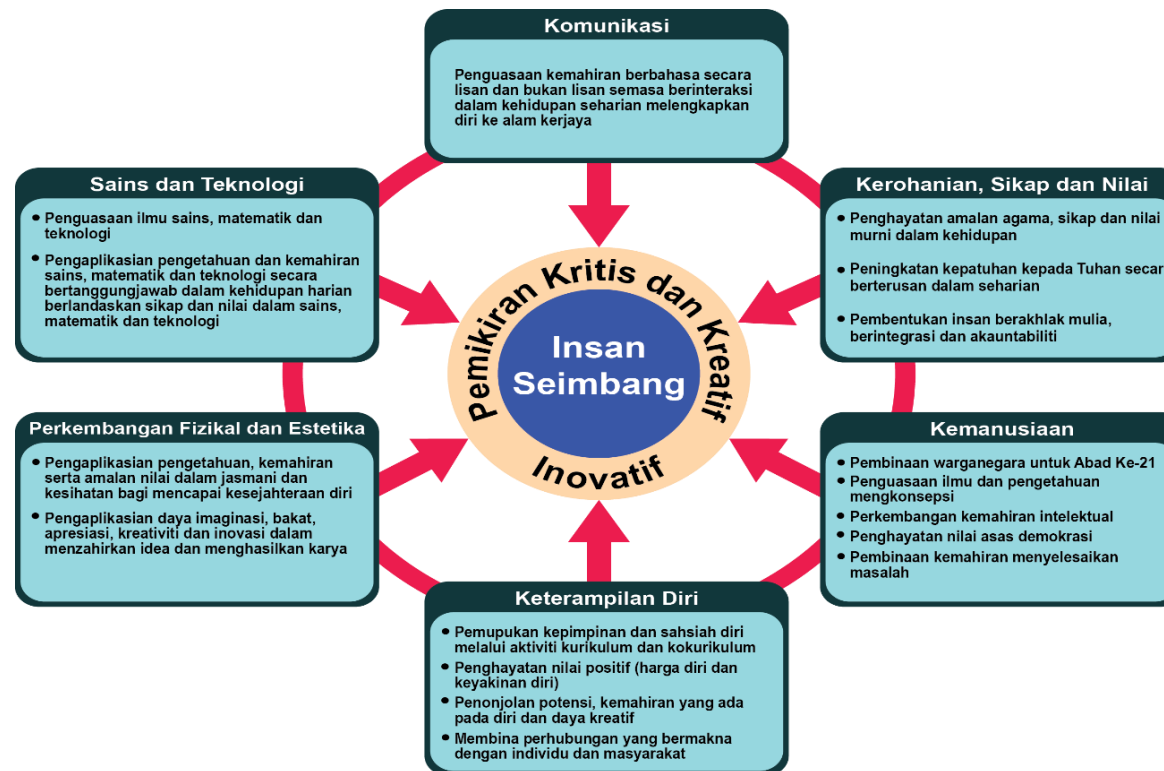 Komunikasi
Penguasaan kemahiran berbahasa secara
lisan dan bukan lisan semasa berinteraksi
dalam kehidupan seharian melengkapkan
diri ke alam kerjaya
Sains dan Teknologi
• Penguasaan ilmu sains, matematik dan
teknologi
• Pengaplikasian pengetahuan dan kemahiran
sains, matematik dan teknologi secara
bertanggungjawab dalam kehidupan harian
berlandaskan sikap dan nilai dalam sains,
matematik dan teknologi
Kerohanian, Sikap dan Nilai
• Penghayatan amalan agama, sikap dan nilai
murni dalam kehidupan
• Peningkatan kepatuhan kepada Tuhan secar
berterusan dalam seharian
• Pembentukan insan berakhlak mulia,
berintegrasi dan akauntabiliti
Pemikiran Kritis dan Kreatif
Insan
Seimbang
Inovatif
Perkembangan Fizikal dan Estetika
• Pengaplikasian pengetahuan, kemahiran
serta amalan nilai dalam jasmani dan
kesihatan bagi mencapai kesejahteraan diri
• Pengaplikasian daya imaginasi, bakat,
apresiasi, kreativiti dan inovasi dalam
menzahirkan idea dan menghasilkan karya
Kemanusiaan
• Pembinaan warganegara untuk Abad Ke-21
• Penguasaan ilmu dan pengetahuan
mengkonsepsi
• Perkembangan kemahiran intelektual
• Penghayatan nilai asas demokrasi
• Pembinaan kemahiran menyelesaikan
masalah
Keterampilan Diri
• Pemupukan kepimpinan dan sahsiah diri
melalui aktiviti kurikulum dan kokurikulum
• Penghayatan nilai positif (harga diri dan
keyakinan diri)
• Penonjolan potensi, kemahiran yang ada
pada diri dan daya kreatif
• Membina perhubungan yang bermakna
dengan individu dan masyarakat